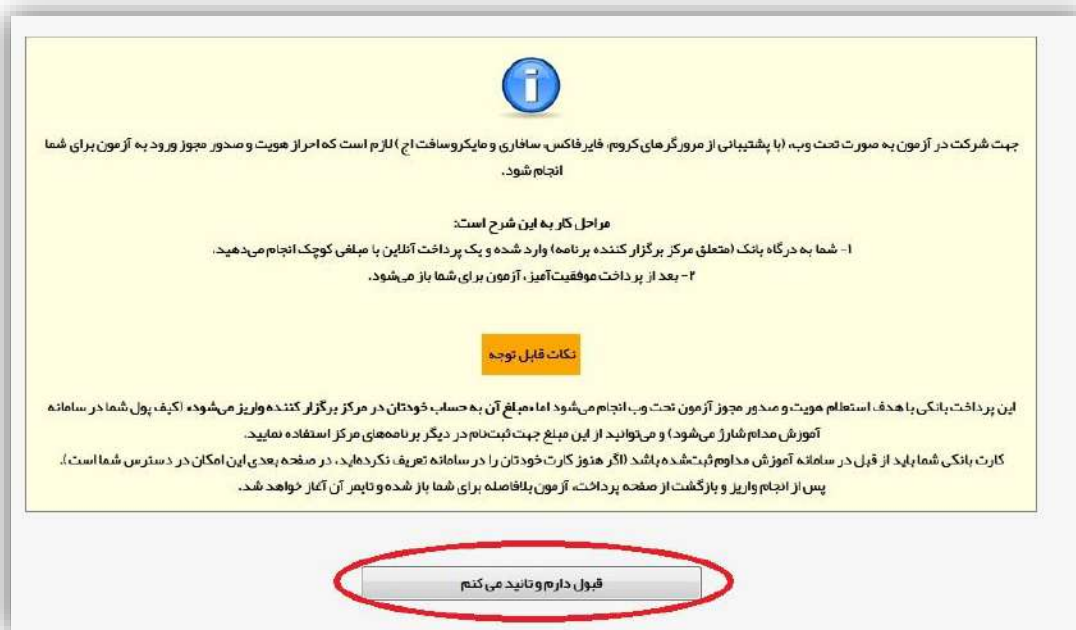 جهت شرکت در آزمون به صورت تحت وب، (با پشتیبانی از مرورگرهای کروم، فایرفاکس، سافاری و مایکروسافت اج) لازم است که احراز هویت و صدور مجوز ورود به آزمون برای شما
انجام شود.
مراحل کار به این شرح است:
۱- شما به درگاه بانک (متعلق مرکز برگزار کننده برنامه) وارد شده و یک پرداخت آنلاین با مبلغی کوچک انجام می‌دهید.
۲- بعد از پرداخت موفقیت‌آمیز، آزمون برای شما باز می‌شود.
نکات قابل توجه
این پرداخت بانکی با هدف استعلام هویت و صدور مجوز آزمون تحت وب انجام می‌شود اما «مبلغ آن به حساب خودتان در مرکز برگزار کننده واریز می‌شود» (کیف پول شما در سامانه
آموزش مدام شارژ می‌شود) و می‌توانید از این مبلغ جهت ثبت‌نام در دیگر برنامه‌های مرکز استفاده نمایید.
کارت بانکی شما باید از قبل در سامانه آموزش مداوم ثبت‌شده باشد (اگر هنوز کارت خودتان را در سامانه تعریف نکرده‌اید، در صفحه بعدی این امکان در دسترس شما است).
پس از انجام واریز و بازگشت از صفحه پرداخت، آزمون بلافاصله برای شما باز شده و تایمر آن آغاز خواهد شد.
قبول دارم و تائید می کنم